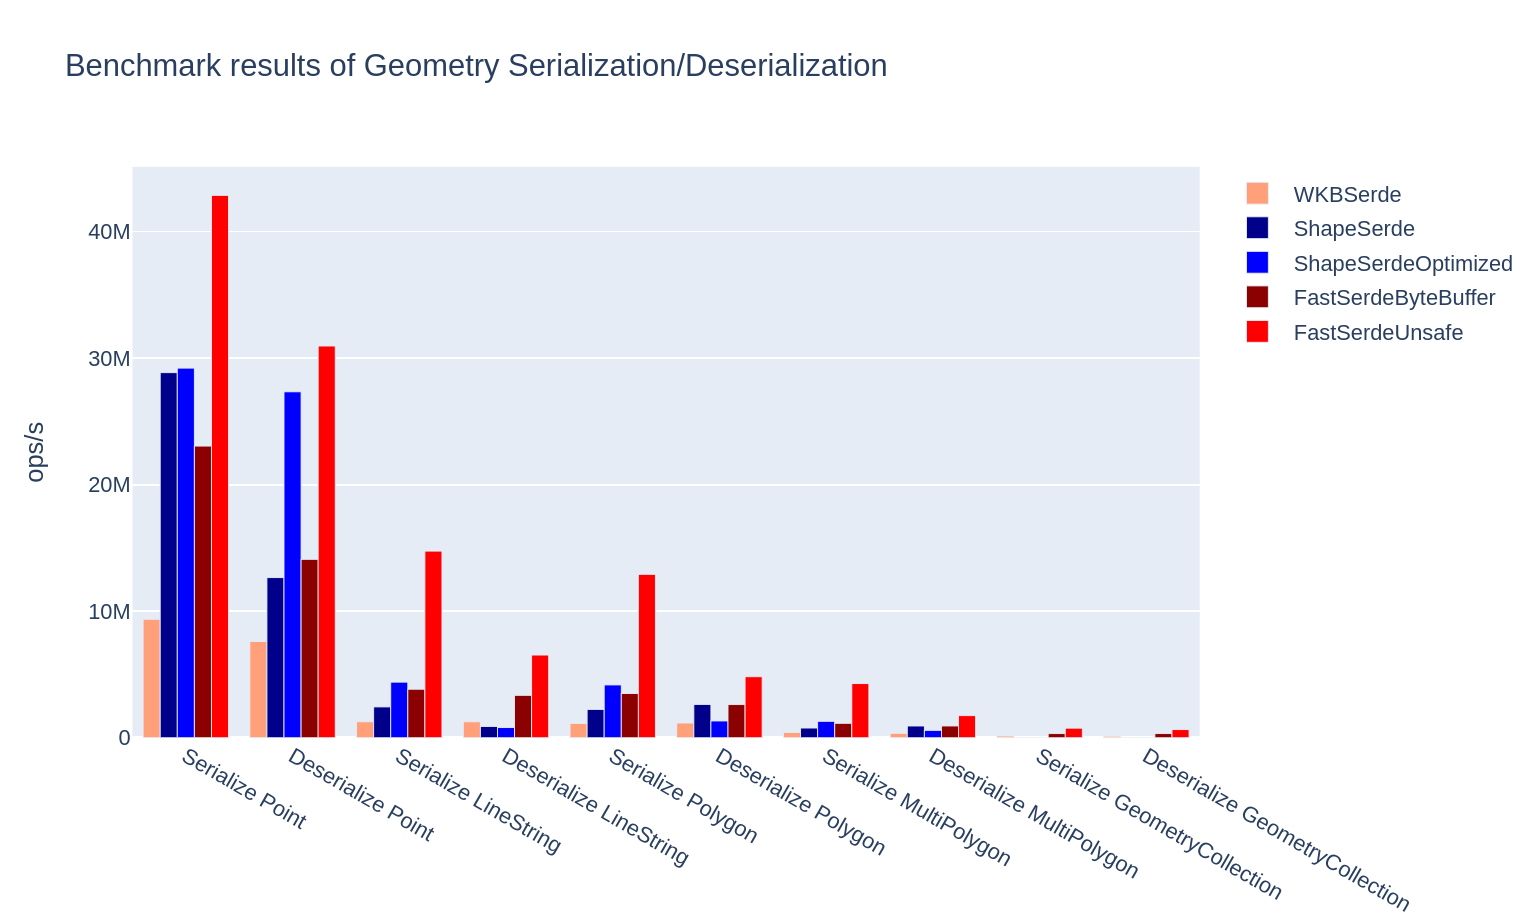 Benchmark results of Geometry Serialization/Deserialization
40M
30M
20M
10M
0
ops/s
Serialize Point
Deserialize Point
Serialize LineString
Deserialize LineString
Serialize Polygon
Deserialize Polygon
Serialize MultiPolygon
Deserialize MultiPolygon
Serialize GeometryCollection
Deserialize GeometryCollection
WKBSerde
ShapeSerde
ShapeSerdeOptimized
FastSerdeByteBuffer
FastSerdeUnsafe